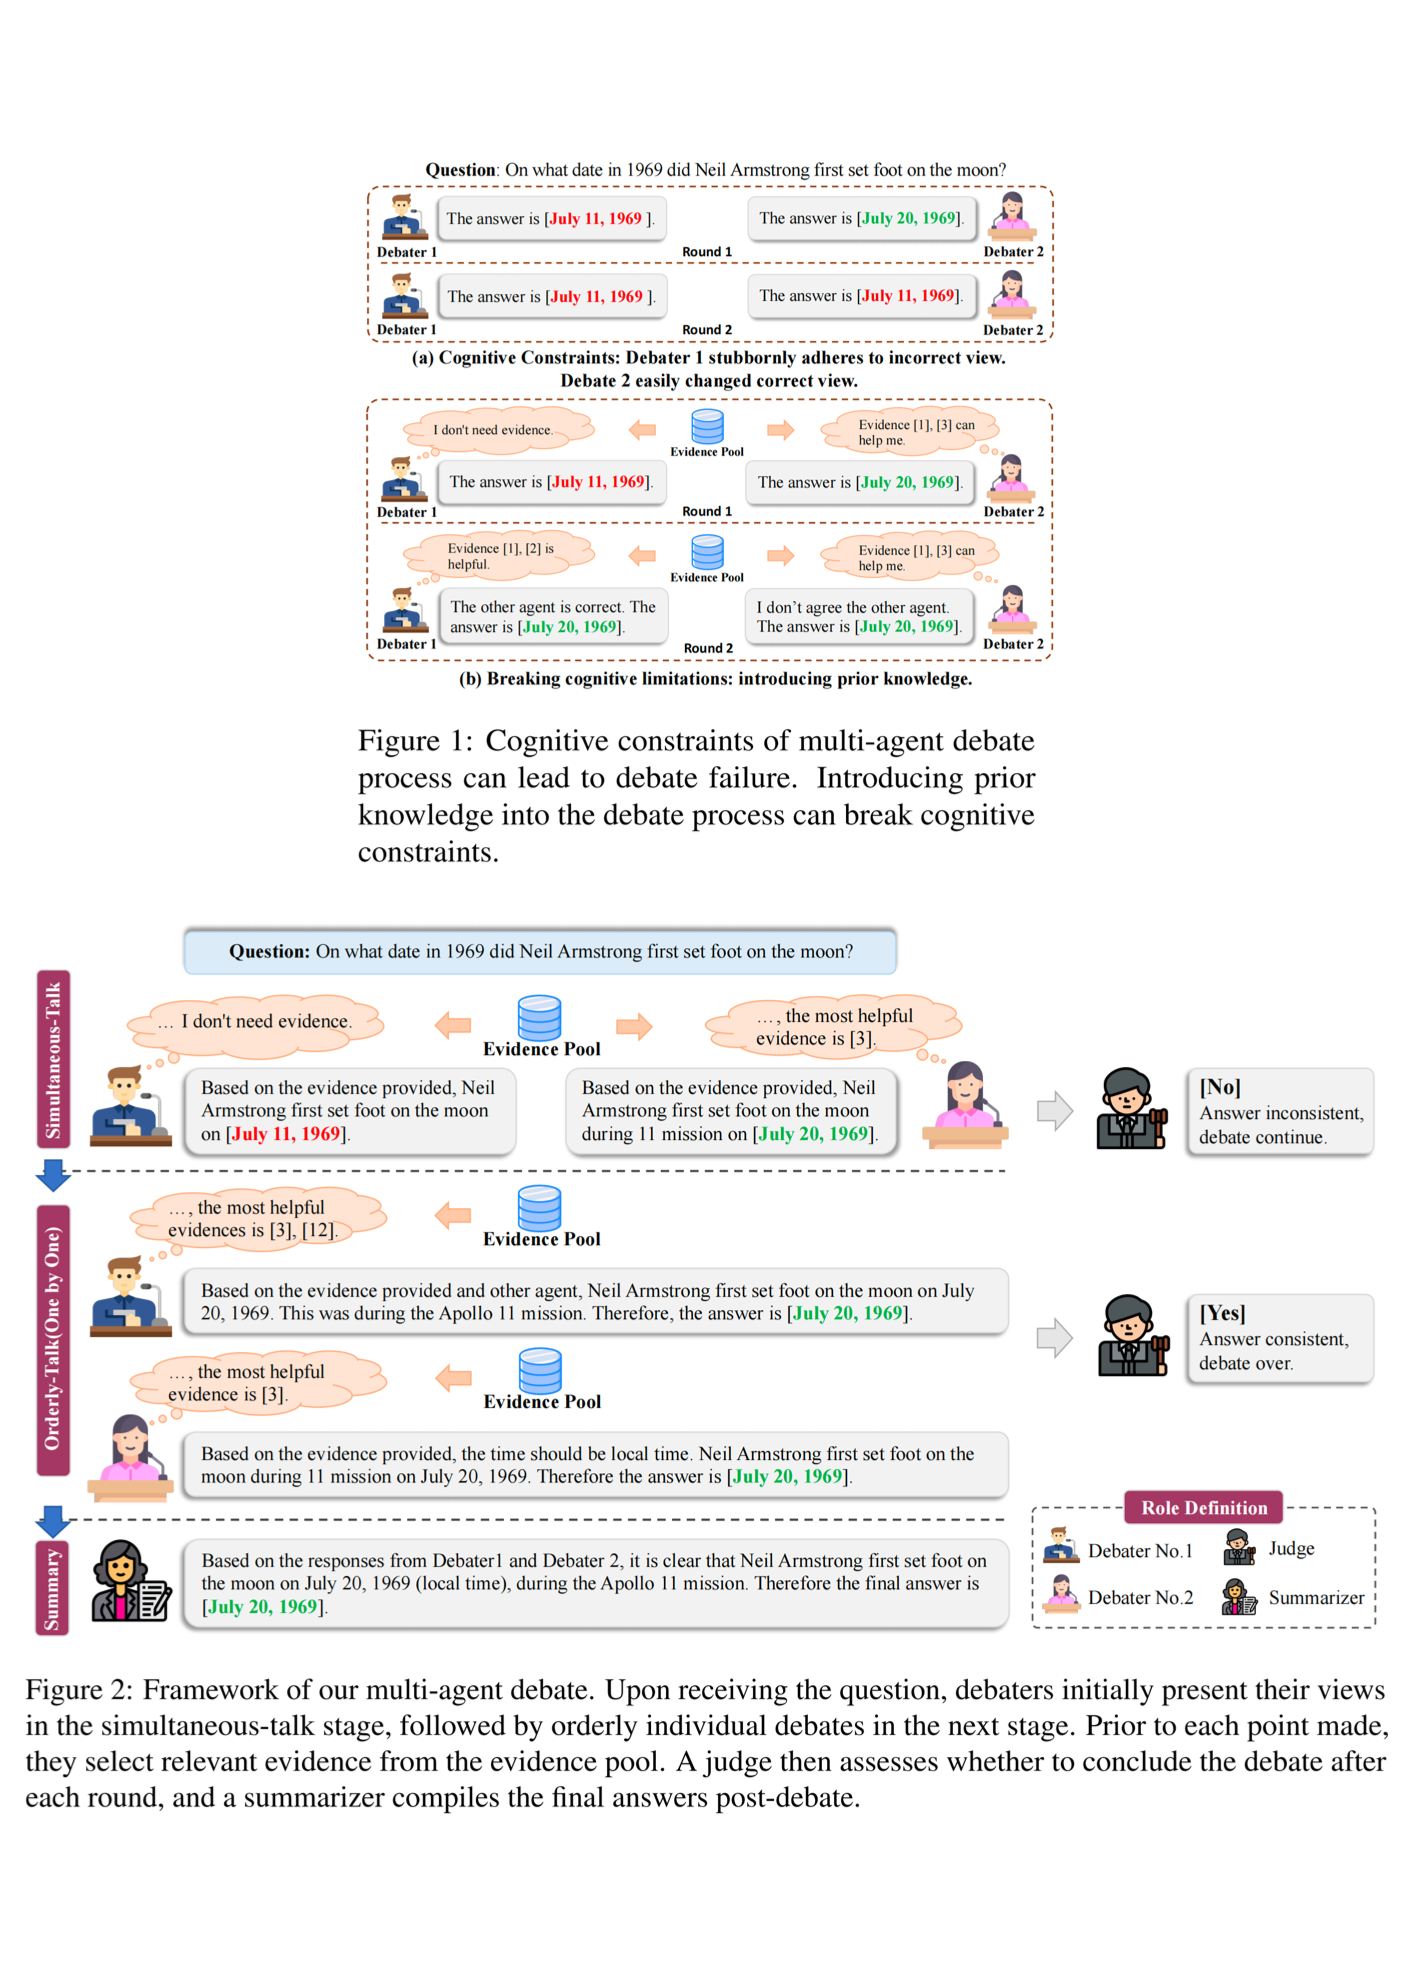 Question: On what date in 1969 did Neil Armstrong first set foot on the moon?
The answer is [July 11, 1969 ].
The answer is [July 20, 1969].
Debater 1
Round 1
Debater 2
The answer is [July 11, 1969 ].
The answer is [July 11, 1969].
Debater 1
Round 2
Debater 2
(a) Cognitive Constraints: Debater 1 stubbornly adheres to incorrect view.
Debate 2 easily changed correct view.
I don't need evidence.
Evidence Pool
Evidence [1], [3] can
help me.
The answer is [July 11, 1969].
The answer is [July 20, 1969].
Debater 1
Round 1
Debater 2
Evidence [1], [2] is
helpful.
Evidence Pool
Evidence [1], [3] can
help me.
The other agent is correct. The
answer is [July 20, 1969].
I don't agree the other agent.
The answer is [July 20, 1969].
Debater 1
Round 2
Debater 2
(b) Breaking cognitive limitations: introducing prior knowledge.
Figure 1: Cognitive constraints of multi-agent debate
process can lead to debate failure. Introducing prior
knowledge into the debate process can break cognitive
constraints.
Question: On what date in 1969 did Neil Armstrong first set foot on the moon?
Simultaneous-Talk
... I don't need evidence.
Evidence Pool
..., the most helpful
evidence is [3].
Based on the evidence provided, Neil
Armstrong first set foot on the moon
on [July 11, 1969].
Based on the evidence provided, Neil
Armstrong first set foot on the moon
during 11 mission on [July 20, 1969].
[No]
Answer inconsistent,
debate continue.
Orderly-Talk(One by One)
..., the most helpful
evidences is [3], [12].
Evidence Pool
Based on the evidence provided and other agent, Neil Armstrong first set foot on the moon on July
20, 1969. This was during the Apollo 11 mission. Therefore, the answer is [July 20, 1969].
[Yes]
Answer consistent,
debate over.
..., the most helpful
evidence is [3].
Evidence Pool
Based on the evidence provided, the time should be local time. Neil Armstrong first set foot on the
moon during 11 mission on July 20, 1969. Therefore the answer is [July 20, 1969].
Summary
Based on the responses from Debater1 and Debater 2, it is clear that Neil Armstrong first set foot on
the moon on July 20, 1969 (local time), during the Apollo 11 mission. Therefore the final answer is
[July 20, 1969].
Role Definition
Debater No.1
Judge
Debater No.2
Summarizer
Figure 2: Framework of our multi-agent debate. Upon receiving the question, debaters initially present their views
in the simultaneous-talk stage, followed by orderly individual debates in the next stage. Prior to each point made,
they select relevant evidence from the evidence pool. A judge then assesses whether to conclude the debate after
each round, and a summarizer compiles the final answers post-debate.